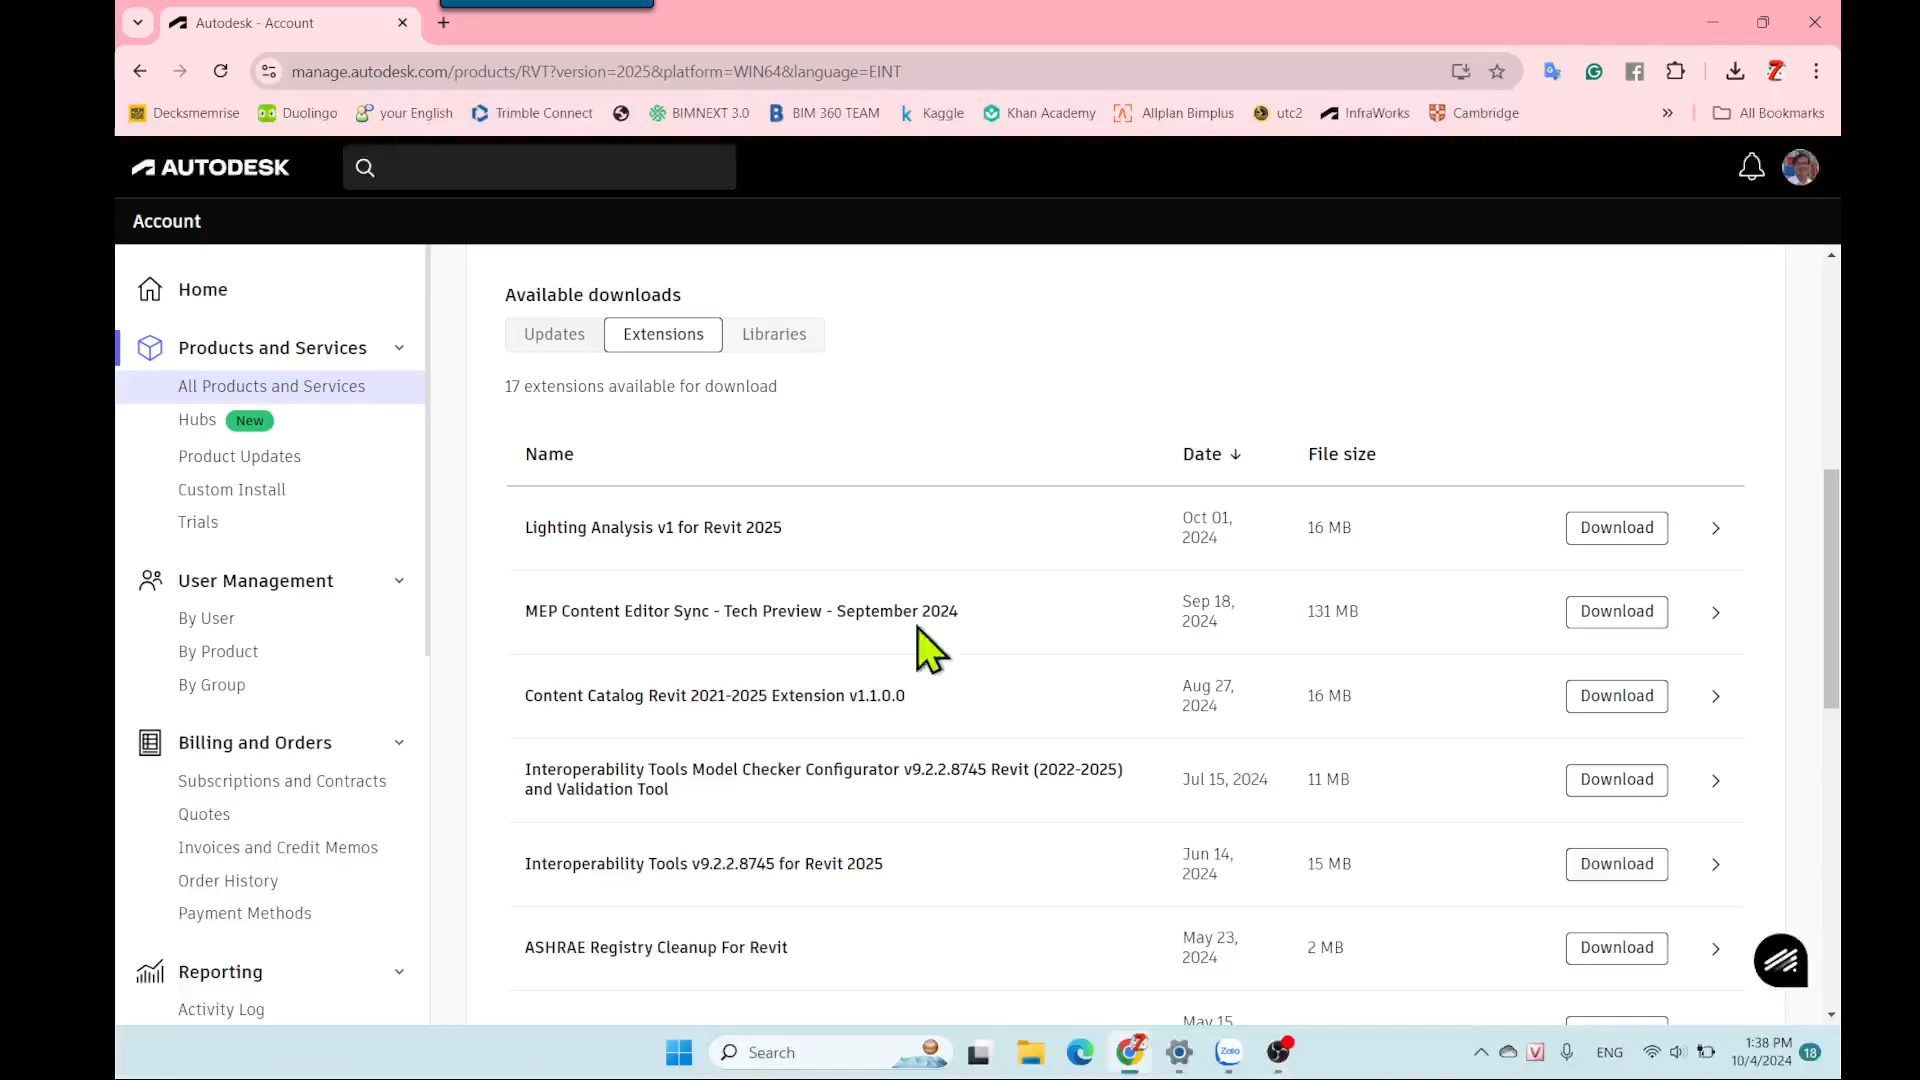 Autodesk - Account
manage.autodesk.com/products/RVT?version=2025&platform=WIN64&language=EINT
Decksmemrise
Duolingo
your English
Trimble Connect
BIMNEXT 3.0
BIM 360 TEAM
Kaggle
Khan Academy
Allplan Bimplus
utc2
InfraWorks
Cambridge
All Bookmarks
AUTODESK
Account
Home
Products and Services
All Products and Services
Hubs New
Product Updates
Custom Install
Trials
User Management
By User
By Product
By Group
Billing and Orders
Subscriptions and Contracts
Quotes
Invoices and Credit Memos
Order History
Payment Methods
Reporting
Activity Log
Available downloads
Updates Extensions Libraries
17 extensions available for download
Name Date ↓ File size
Lighting Analysis v1 for Revit 2025
Oct 01,
2024
16 MB
Download
MEP Content Editor Sync - Tech Preview - September 2024
Sep 18,
2024
131 MB
Download
Content Catalog Revit 2021-2025 Extension v1.1.0.0
Aug 27,
2024
16 MB
Download
Interoperability Tools Model Checker Configurator v9.2.2.8745 Revit (2022-2025)
and Validation Tool
Jul 15, 2024
11 MB
Download
Interoperability Tools v9.2.2.8745 for Revit 2025
Jun 14,
2024
15 MB
Download
ASHRAE Registry Cleanup For Revit
May 23,
2024
2 MB
Download
May 15
Search
Zalo
V
ENG
1:38 PM
10/4/2024
18